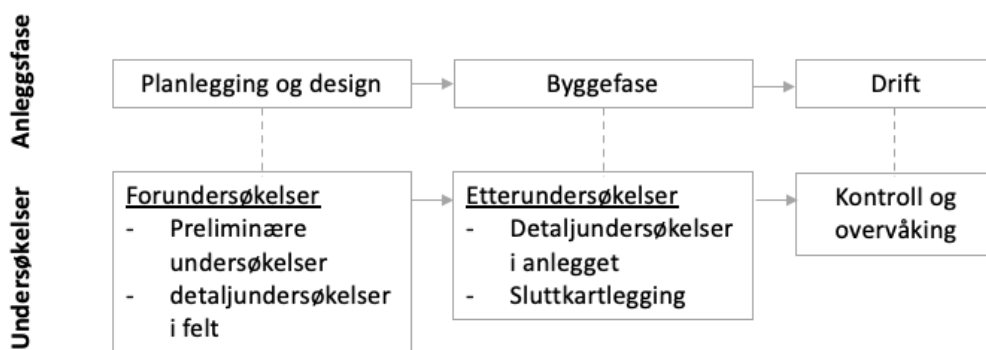 Anleggsfase
Planlegging og design
Byggefase
Drift
Undersøkelser
Forundersøkelser
- Preliminære
undersøkelser
- detaljundersøkelser
i felt
Etterundersøkelser
- Detaljundersøkelser
i anlegget
- Sluttkartlegging
Kontroll og
overvåking